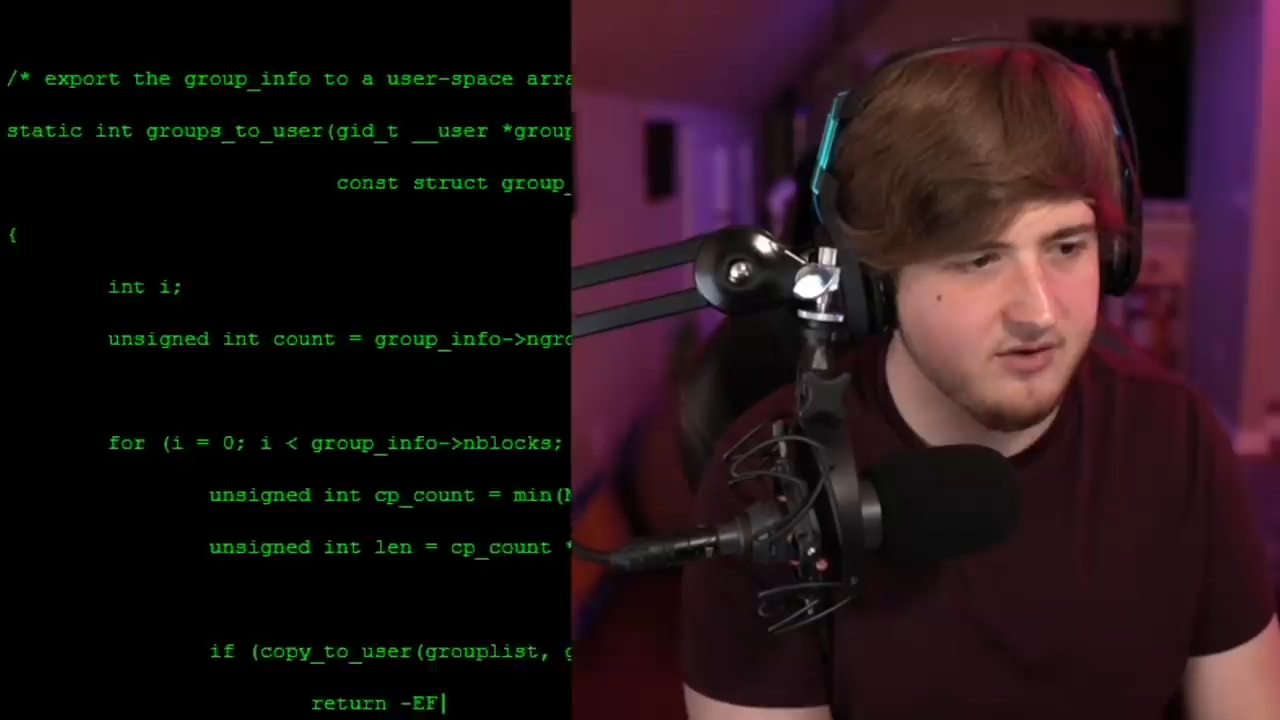 /* export the group_info to a user-space arra
static int groups_to_user(gid_t __user *group
const struct group_
{
int i;
unsigned int count = group_info->ngro
for (i = 0; i < group_info->nblocks;
unsigned int cp_count = min(N
unsigned int len = cp_count *
if (copy_to_user(grouplist, g
return -EF